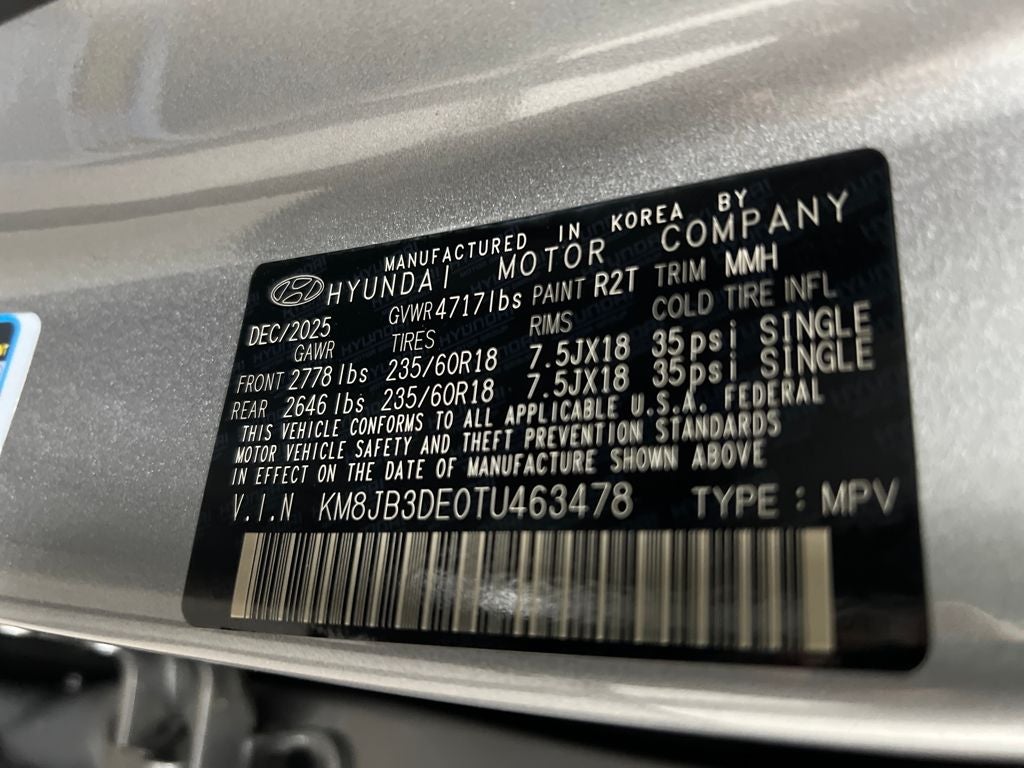 MANUFACTURED IN KOREA BY
HYUNDAI MOTOR COMPANY
DEC/2025 GVWR 4717lbs PAINT R2T TRIM MMH
GAWR TIRES RIMS COLD TIRE INFL
FRONT 2778 lbs 235/60R18 7.5JX18 35psi SINGLE
REAR 2646 lbs 235/60R18 7.5JX18 35psi SINGLE
THIS VEHICLE CONFORMS TO ALL APPLICABLE U.S.A. FEDERAL
MOTOR VEHICLE SAFETY AND THEFT PREVENTION STANDARDS
IN EFFECT ON THE DATE OF MANUFACTURE SHOWN ABOVE
V.I.N KM8JB3DE0TU463478 TYPE : MPV